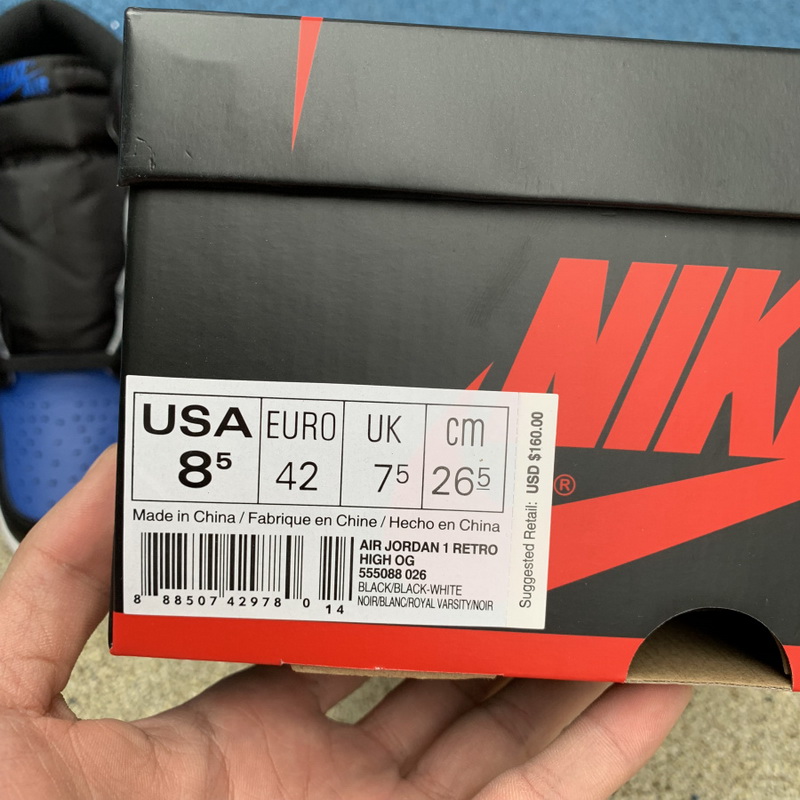 NIKE
AIR
NIK
®
USA EURO UK cm
8⁵ 42 7⁵ 26⁵
Made in China / Fabrique en Chine / Hecho en China
AIR JORDAN 1 RETRO
HIGH OG
555088 026
BLACK/BLACK-WHITE
NOIR/BLANC/ROYAL VARSITY/NOIR
8 88507 42978 0 14
Suggested Retail: USD $160.00